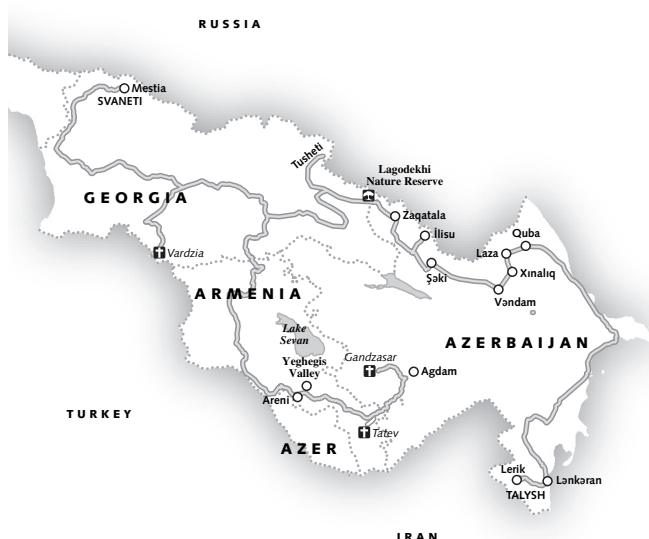 RUSSIA
Mestia
SVANETI
Tusheti
Lagodekhi
Nature Reserve
GEORGIA
Zaqatala
İlisu
Quba
Laza
Vardzia
Şəki
Xınalıq
ARMENIA
Vəndam
Lake
Sevan
AZERBAIJAN
Gandzasar
Yeghegis
Valley
Agdam
Areni
TURKEY
Tatev
AZER
Lerik
Lənkəran
TALYSH
IRAN